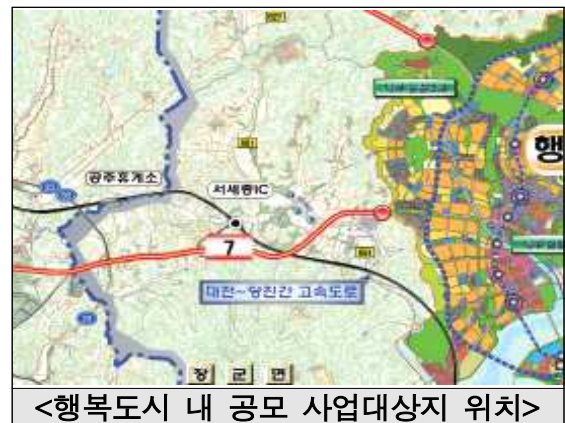 공주휴게소
서세종IC
행
7
대전~당진간 고속도로
장 군 면
<행복도시 내 공모 사업대상지 위치>